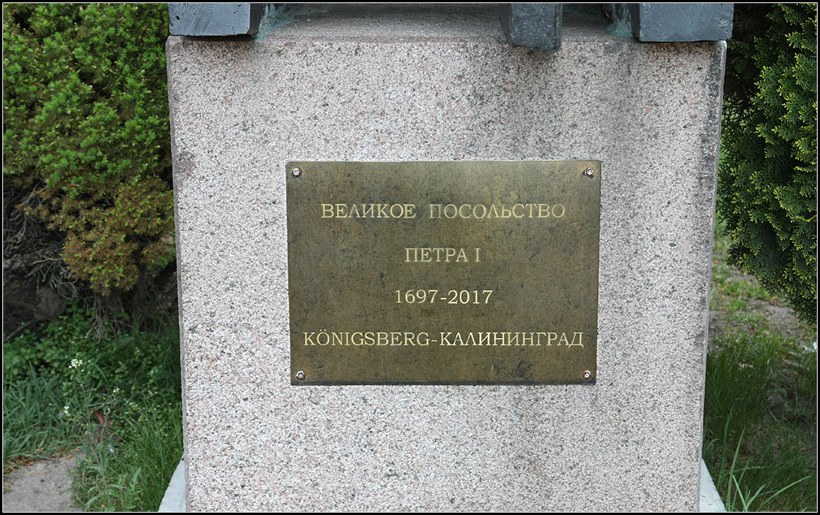 ВЕЛИКОЕ ПОСОЛЬСТВО
ПЕТРА I
1697-2017
KÖNIGSBERG-КАЛИНИНГРАД